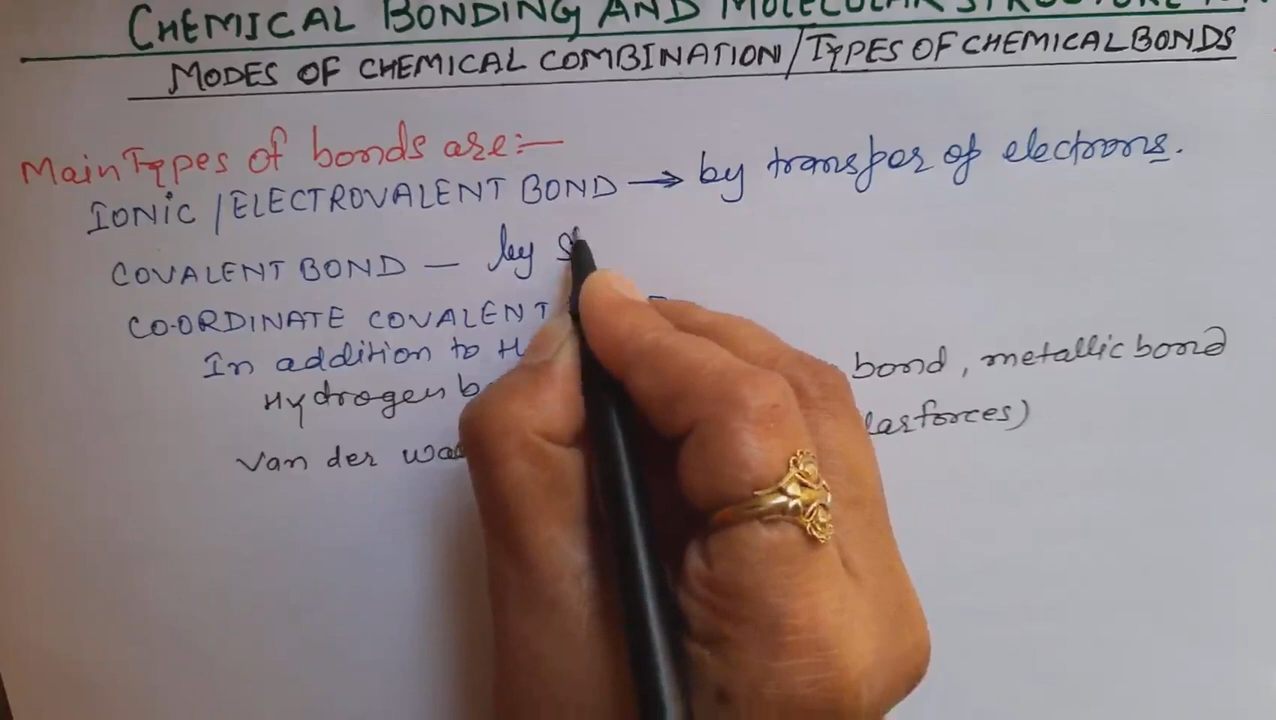 CHEMICAL BONDING AND MOLECULAR STRUCTURE
MODES OF CHEMICAL COMBINATION/TYPES OF CHEMICAL BONDS
Main Types of bonds are:-
IONIC/ELECTROVALENT BOND → by transfer of electrons.
COVALENT BOND — by S
CO-ORDINATE COVALENT
In addition to bond, metallic bond
Hydrogen
Van der forces)